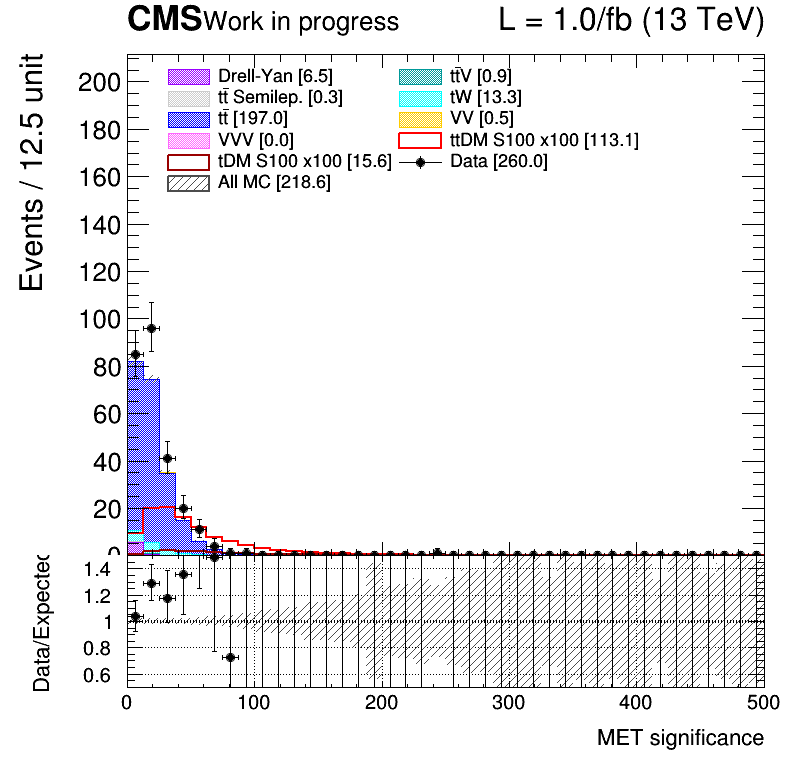 CMS Work in progress L = 1.0/fb (13 TeV)
Drell-Yan [6.5] tt̄V [0.9]
tt̄ Semilep. [0.3] tW [13.3]
tt̄ [197.0] VV [0.5]
VVV [0.0] ttDM S100 x100 [113.1]
tDM S100 x100 [15.6] Data [260.0]
All MC [218.6]
Events / 12.5 unit
200
180
160
140
120
100
80
60
40
20
0
Data/Expected
1.4
1.2
1
0.8
0.6
0 100 200 300 400 500
MET significance